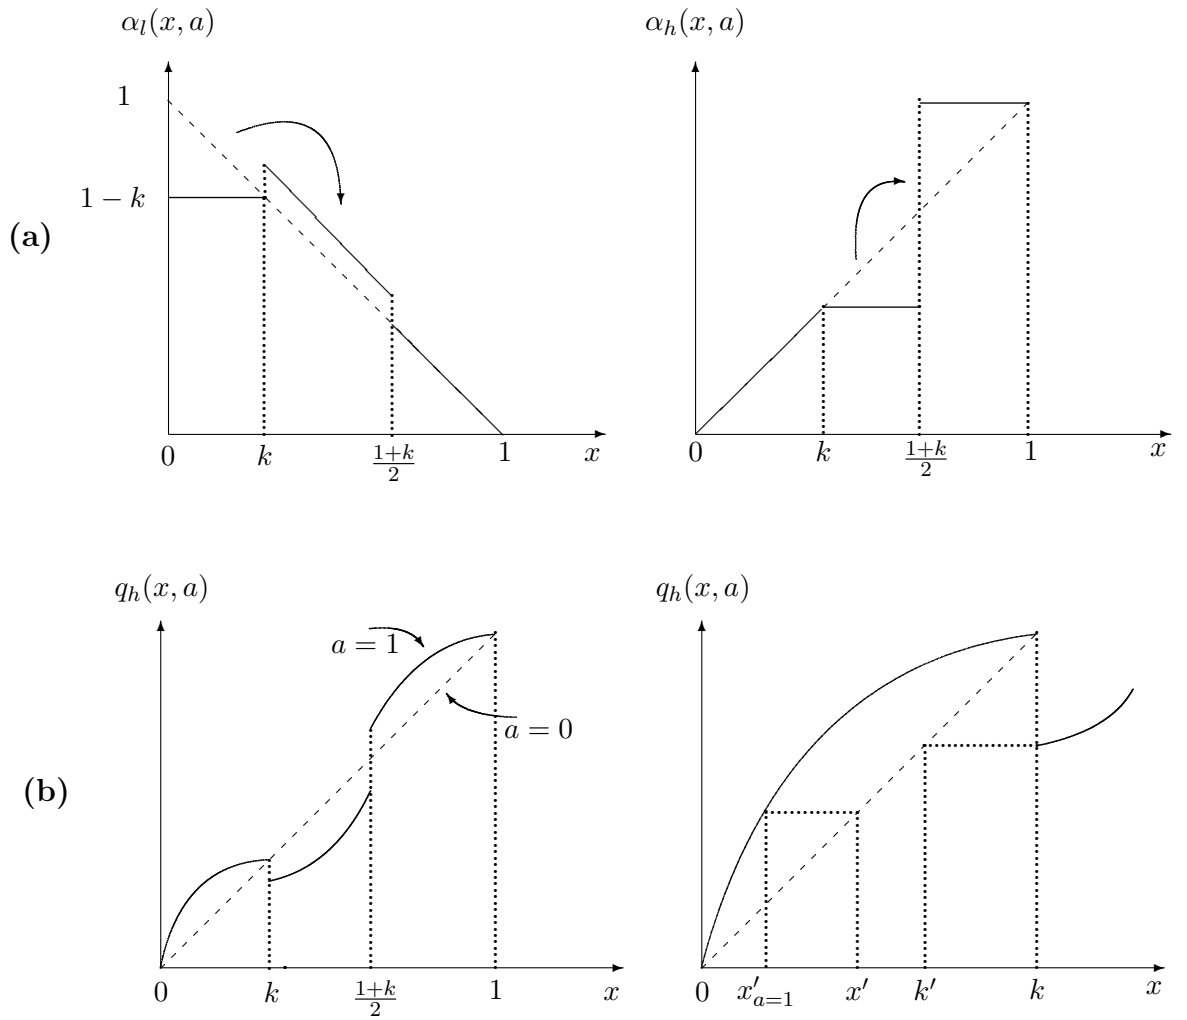 α_l(x, a)
α_h(x, a)
1
1 − k
(a)
0 k (1+k)/2 1 x
0 k (1+k)/2 1 x
q_h(x, a)
q_h(x, a)
a = 1
a = 0
(b)
0 k (1+k)/2 1 x
0 x′_{a=1} x′ k′ k x